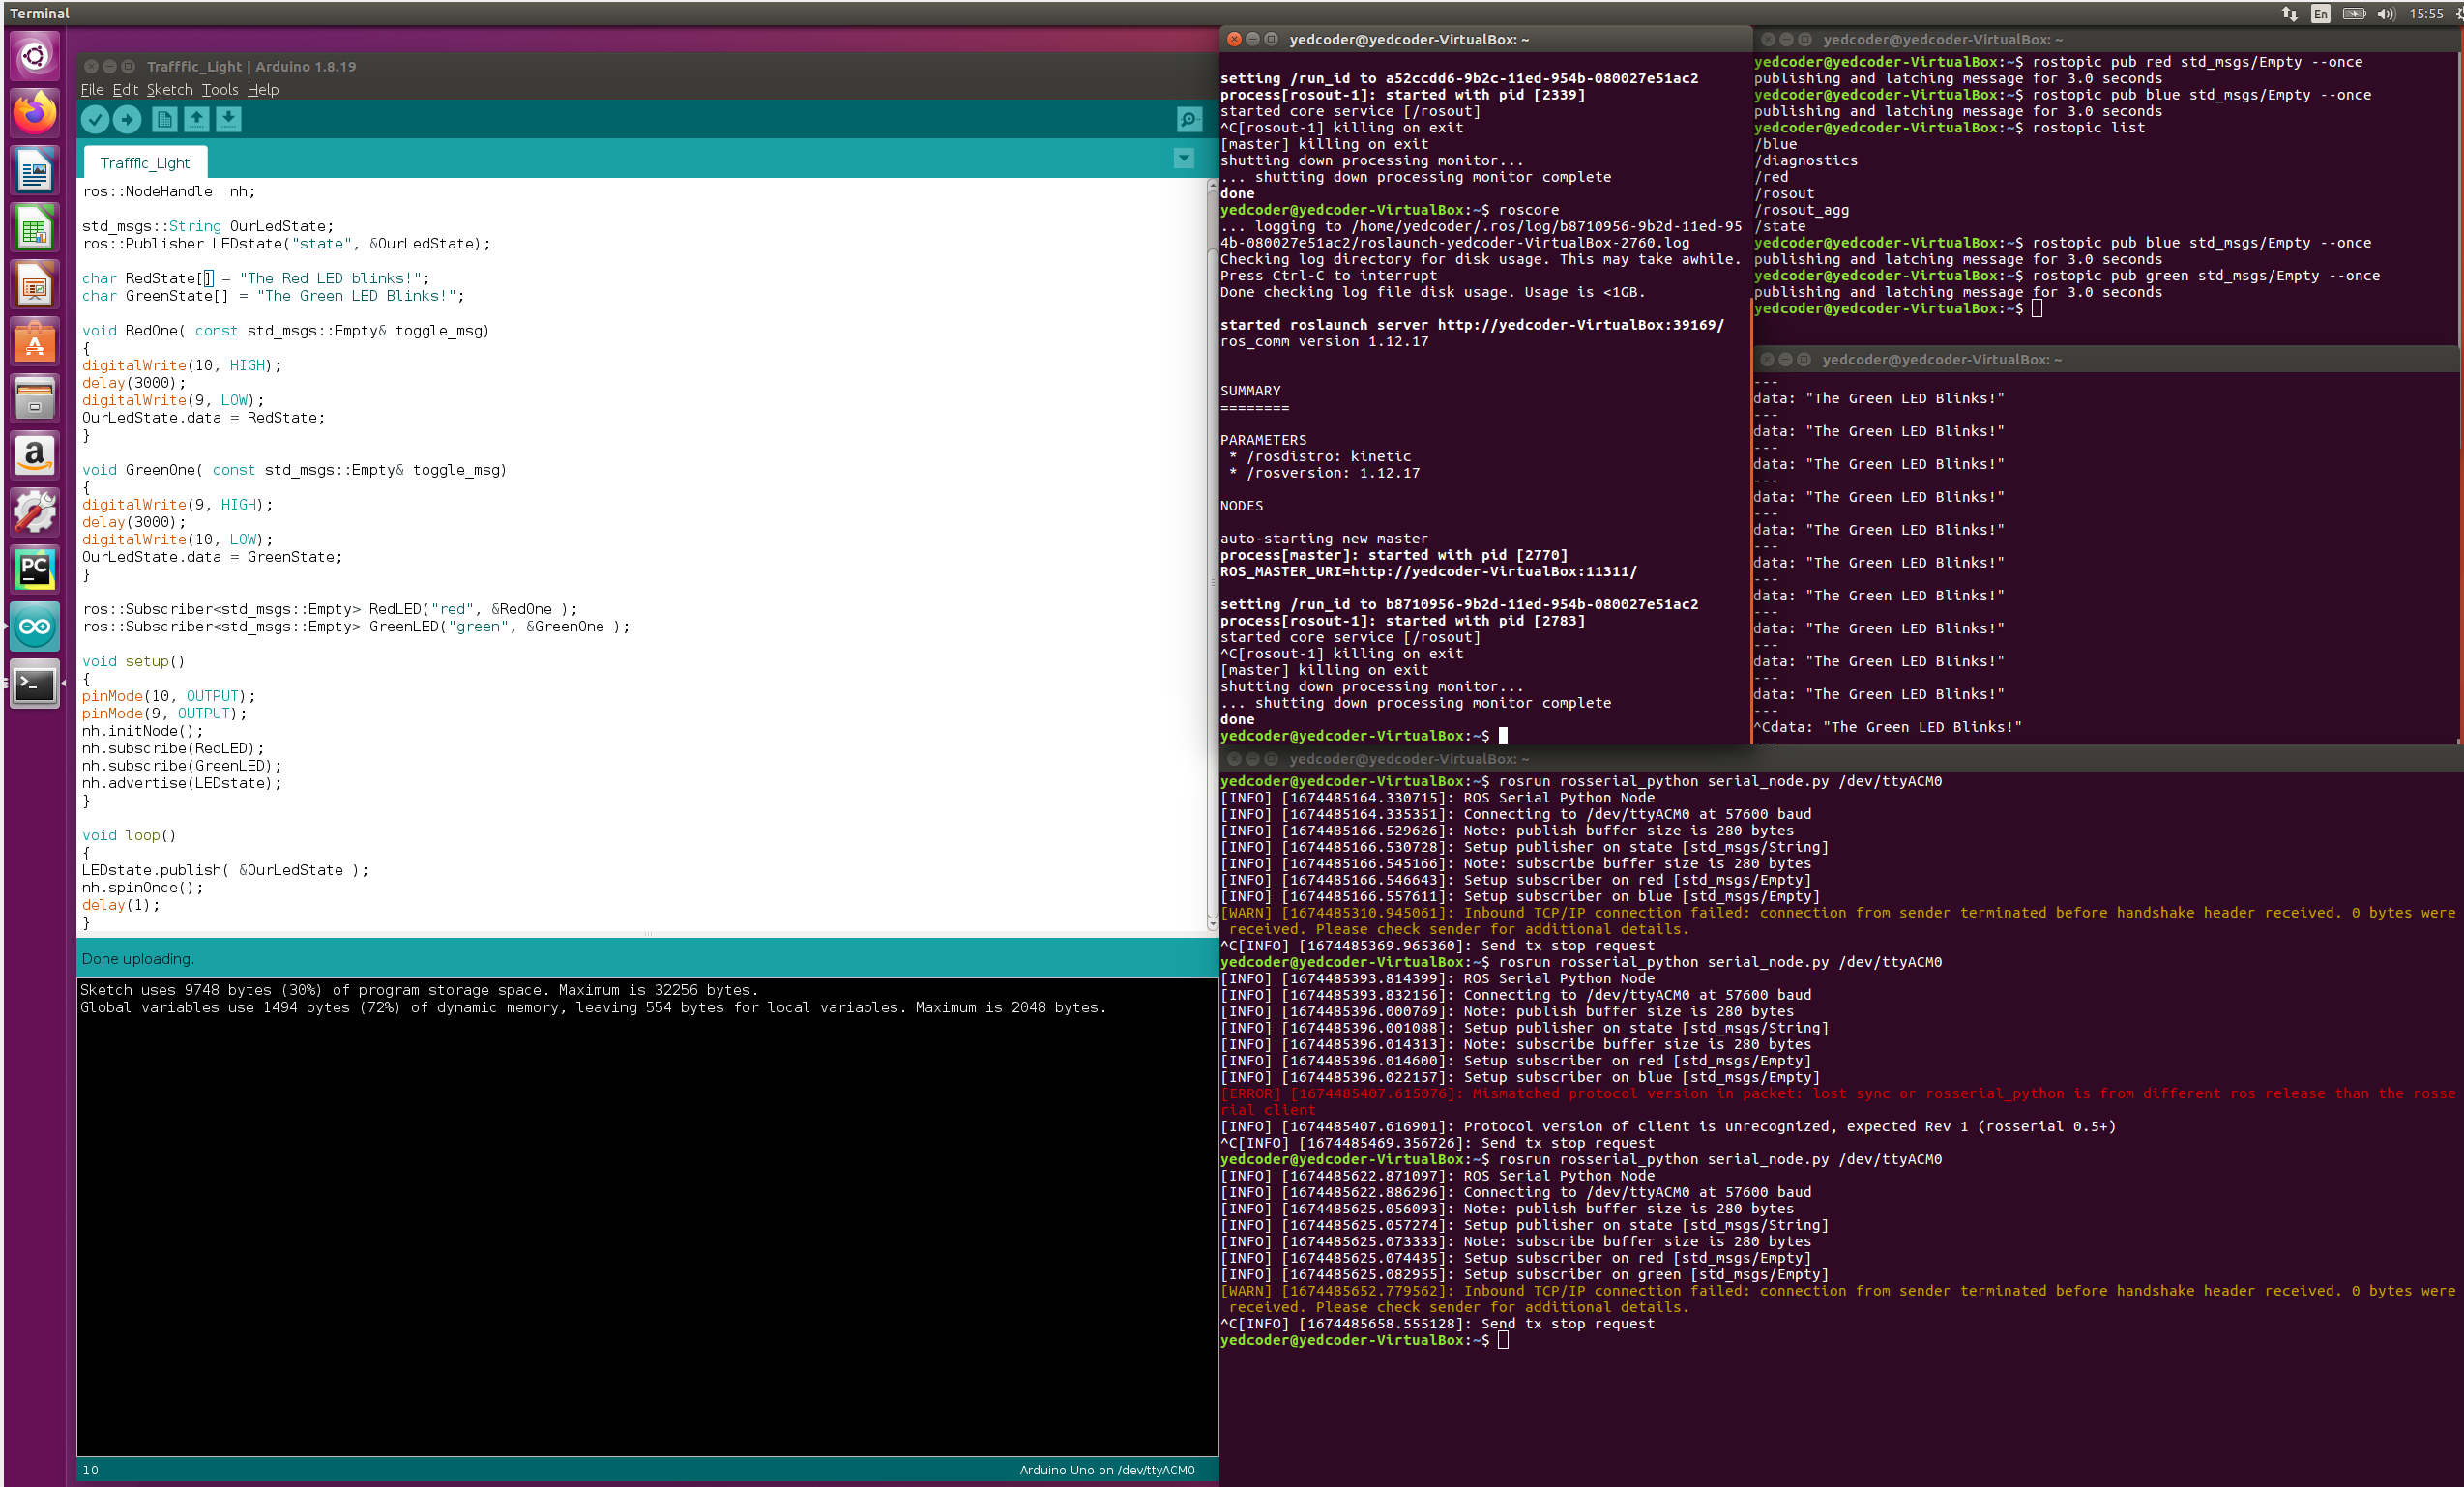 Terminal
En
15:55
Trafffic_Light | Arduino 1.8.19
File Edit Sketch Tools Help
Trafffic_Light
ros::NodeHandle  nh;
std_msgs::String OurLedState;
ros::Publisher LEDstate("state", &OurLedState);
char RedState[] = "The Red LED blinks!";
char GreenState[] = "The Green LED Blinks!";
void RedOne( const std_msgs::Empty& toggle_msg)
{
digitalWrite(10, HIGH);
delay(3000);
digitalWrite(9, LOW);
OurLedState.data = RedState;
}
void GreenOne( const std_msgs::Empty& toggle_msg)
{
digitalWrite(9, HIGH);
delay(3000);
digitalWrite(10, LOW);
OurLedState.data = GreenState;
}
ros::Subscriber<std_msgs::Empty> RedLED("red", &RedOne );
ros::Subscriber<std_msgs::Empty> GreenLED("green", &GreenOne );
void setup()
{
pinMode(10, OUTPUT);
pinMode(9, OUTPUT);
nh.initNode();
nh.subscribe(RedLED);
nh.subscribe(GreenLED);
nh.advertise(LEDstate);
}
void loop()
{
LEDstate.publish( &OurLedState );
nh.spinOnce();
delay(1);
}
Done uploading.
Sketch uses 9748 bytes (30%) of program storage space. Maximum is 32256 bytes.
Global variables use 1494 bytes (72%) of dynamic memory, leaving 554 bytes for local variables. Maximum is 2048 bytes.
10
Arduino Uno on /dev/ttyACM0
yedcoder@yedcoder-VirtualBox: ~
setting /run_id to a52ccdd6-9b2c-11ed-954b-080027e51ac2
process[rosout-1]: started with pid [2339]
started core service [/rosout]
^C[rosout-1] killing on exit
[master] killing on exit
shutting down processing monitor...
... shutting down processing monitor complete
done
yedcoder@yedcoder-VirtualBox:~$ roscore
... logging to /home/yedcoder/.ros/log/b8710956-9b2d-11ed-95
4b-080027e51ac2/roslaunch-yedcoder-VirtualBox-2760.log
Checking log directory for disk usage. This may take awhile.
Press Ctrl-C to interrupt
Done checking log file disk usage. Usage is <1GB.
started roslaunch server http://yedcoder-VirtualBox:39169/
ros_comm version 1.12.17
SUMMARY
========
PARAMETERS
* /rosdistro: kinetic
* /rosversion: 1.12.17
NODES
auto-starting new master
process[master]: started with pid [2770]
ROS_MASTER_URI=http://yedcoder-VirtualBox:11311/
setting /run_id to b8710956-9b2d-11ed-954b-080027e51ac2
process[rosout-1]: started with pid [2783]
started core service [/rosout]
^C[rosout-1] killing on exit
[master] killing on exit
shutting down processing monitor...
... shutting down processing monitor complete
done
yedcoder@yedcoder-VirtualBox:~$
yedcoder@yedcoder-VirtualBox: ~
yedcoder@yedcoder-VirtualBox:~$ rostopic pub red std_msgs/Empty --once
publishing and latching message for 3.0 seconds
yedcoder@yedcoder-VirtualBox:~$ rostopic pub blue std_msgs/Empty --once
publishing and latching message for 3.0 seconds
yedcoder@yedcoder-VirtualBox:~$ rostopic list
/blue
/diagnostics
/red
/rosout
/rosout_agg
/state
yedcoder@yedcoder-VirtualBox:~$ rostopic pub blue std_msgs/Empty --once
publishing and latching message for 3.0 seconds
yedcoder@yedcoder-VirtualBox:~$ rostopic pub green std_msgs/Empty --once
publishing and latching message for 3.0 seconds
yedcoder@yedcoder-VirtualBox:~$
yedcoder@yedcoder-VirtualBox: ~
---
data: "The Green LED Blinks!"
---
data: "The Green LED Blinks!"
---
data: "The Green LED Blinks!"
---
data: "The Green LED Blinks!"
---
data: "The Green LED Blinks!"
---
data: "The Green LED Blinks!"
---
data: "The Green LED Blinks!"
---
data: "The Green LED Blinks!"
---
data: "The Green LED Blinks!"
---
data: "The Green LED Blinks!"
---
^Cdata: "The Green LED Blinks!"
---
yedcoder@yedcoder-VirtualBox: ~
yedcoder@yedcoder-VirtualBox:~$ rosrun rosserial_python serial_node.py /dev/ttyACM0
[INFO] [1674485164.330715]: ROS Serial Python Node
[INFO] [1674485164.335351]: Connecting to /dev/ttyACM0 at 57600 baud
[INFO] [1674485166.529626]: Note: publish buffer size is 280 bytes
[INFO] [1674485166.530728]: Setup publisher on state [std_msgs/String]
[INFO] [1674485166.545166]: Note: subscribe buffer size is 280 bytes
[INFO] [1674485166.546643]: Setup subscriber on red [std_msgs/Empty]
[INFO] [1674485166.557611]: Setup subscriber on blue [std_msgs/Empty]
[WARN] [1674485310.945061]: Inbound TCP/IP connection failed: connection from sender terminated before handshake header received. 0 bytes were
received. Please check sender for additional details.
^C[INFO] [1674485369.965360]: Send tx stop request
yedcoder@yedcoder-VirtualBox:~$ rosrun rosserial_python serial_node.py /dev/ttyACM0
[INFO] [1674485393.814399]: ROS Serial Python Node
[INFO] [1674485393.832156]: Connecting to /dev/ttyACM0 at 57600 baud
[INFO] [1674485396.000769]: Note: publish buffer size is 280 bytes
[INFO] [1674485396.001088]: Setup publisher on state [std_msgs/String]
[INFO] [1674485396.014313]: Note: subscribe buffer size is 280 bytes
[INFO] [1674485396.014600]: Setup subscriber on red [std_msgs/Empty]
[INFO] [1674485396.022157]: Setup subscriber on blue [std_msgs/Empty]
[ERROR] [1674485407.615076]: Mismatched protocol version in packet: lost sync or rosserial_python is from different ros release than the rosse
rial client
[INFO] [1674485407.616901]: Protocol version of client is unrecognized, expected Rev 1 (rosserial 0.5+)
^C[INFO] [1674485469.356726]: Send tx stop request
yedcoder@yedcoder-VirtualBox:~$ rosrun rosserial_python serial_node.py /dev/ttyACM0
[INFO] [1674485622.871097]: ROS Serial Python Node
[INFO] [1674485622.886296]: Connecting to /dev/ttyACM0 at 57600 baud
[INFO] [1674485625.056093]: Note: publish buffer size is 280 bytes
[INFO] [1674485625.057274]: Setup publisher on state [std_msgs/String]
[INFO] [1674485625.073333]: Note: subscribe buffer size is 280 bytes
[INFO] [1674485625.074435]: Setup subscriber on red [std_msgs/Empty]
[INFO] [1674485625.082955]: Setup subscriber on green [std_msgs/Empty]
[WARN] [1674485652.779562]: Inbound TCP/IP connection failed: connection from sender terminated before handshake header received. 0 bytes were
received. Please check sender for additional details.
^C[INFO] [1674485658.555128]: Send tx stop request
yedcoder@yedcoder-VirtualBox:~$